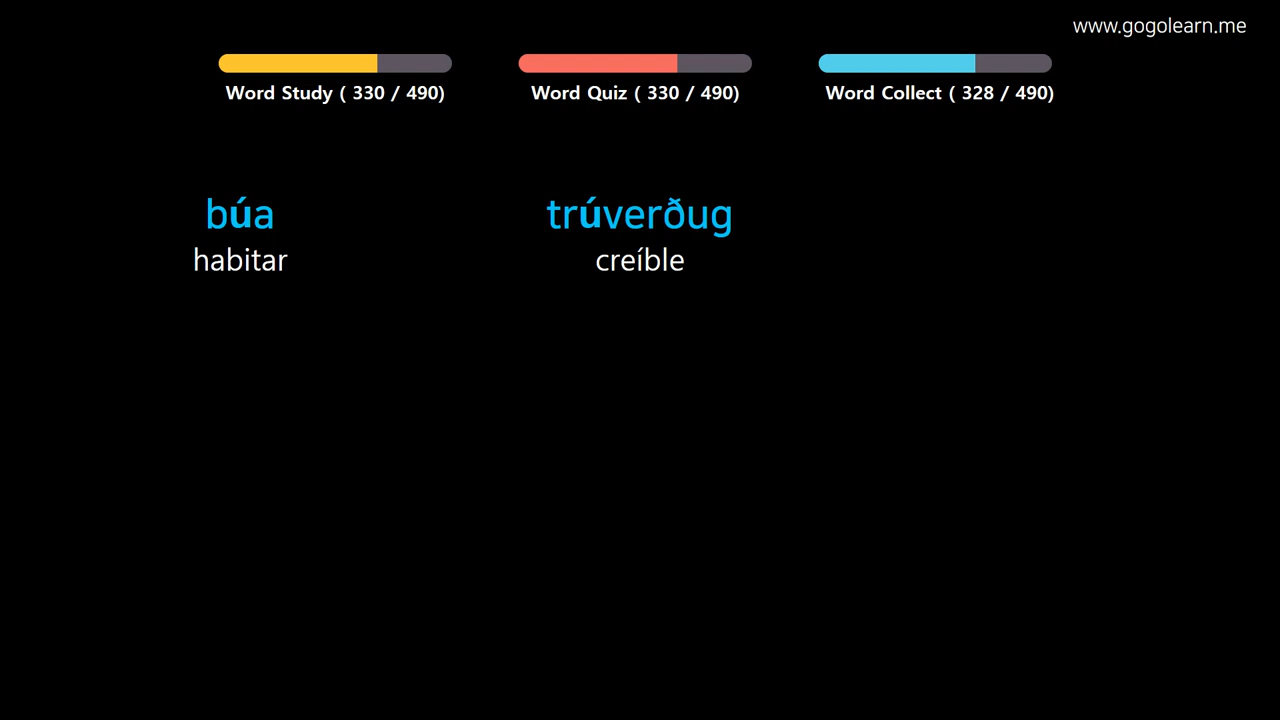 www.gogolearn.me
Word Study ( 330 / 490)
Word Quiz ( 330 / 490)
Word Collect ( 328 / 490)
búa
habitar
trúverðug
creíble